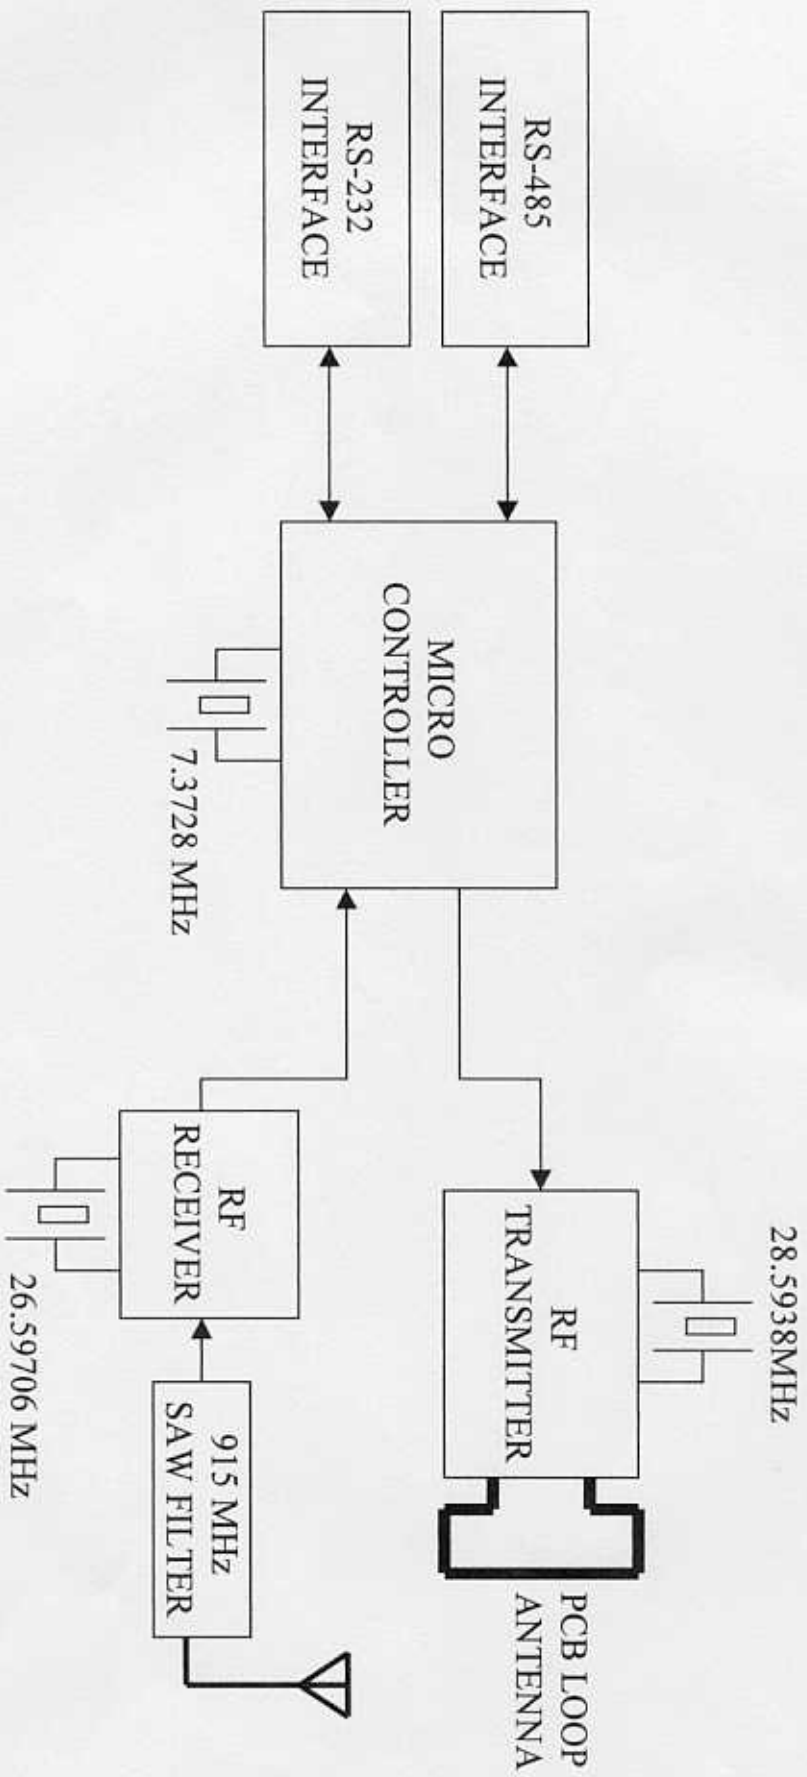 RS-485
INTERFACE
RS-232
INTERFACE
MICRO
CONTROLLER
7.3728 MHz
28.5938MHz
RF
TRANSMITTER
PCB LOOP
ANTENNA
RF
RECEIVER
26.59706 MHz
915 MHz
SAW FILTER